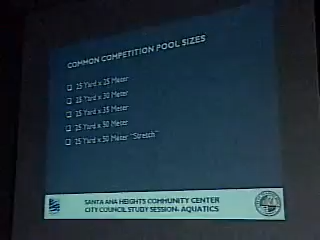 COMMON COMPETITION POOL SIZES
25 Yard x 25 Meter
25 Yard x 30 Meter
25 Yard x 35 Meter
25 Yard x 50 Meter
25 Yard x 50 Meter "Stretch"
SANTA ANA HEIGHTS COMMUNITY CENTER
CITY COUNCIL STUDY SESSION: AQUATICS